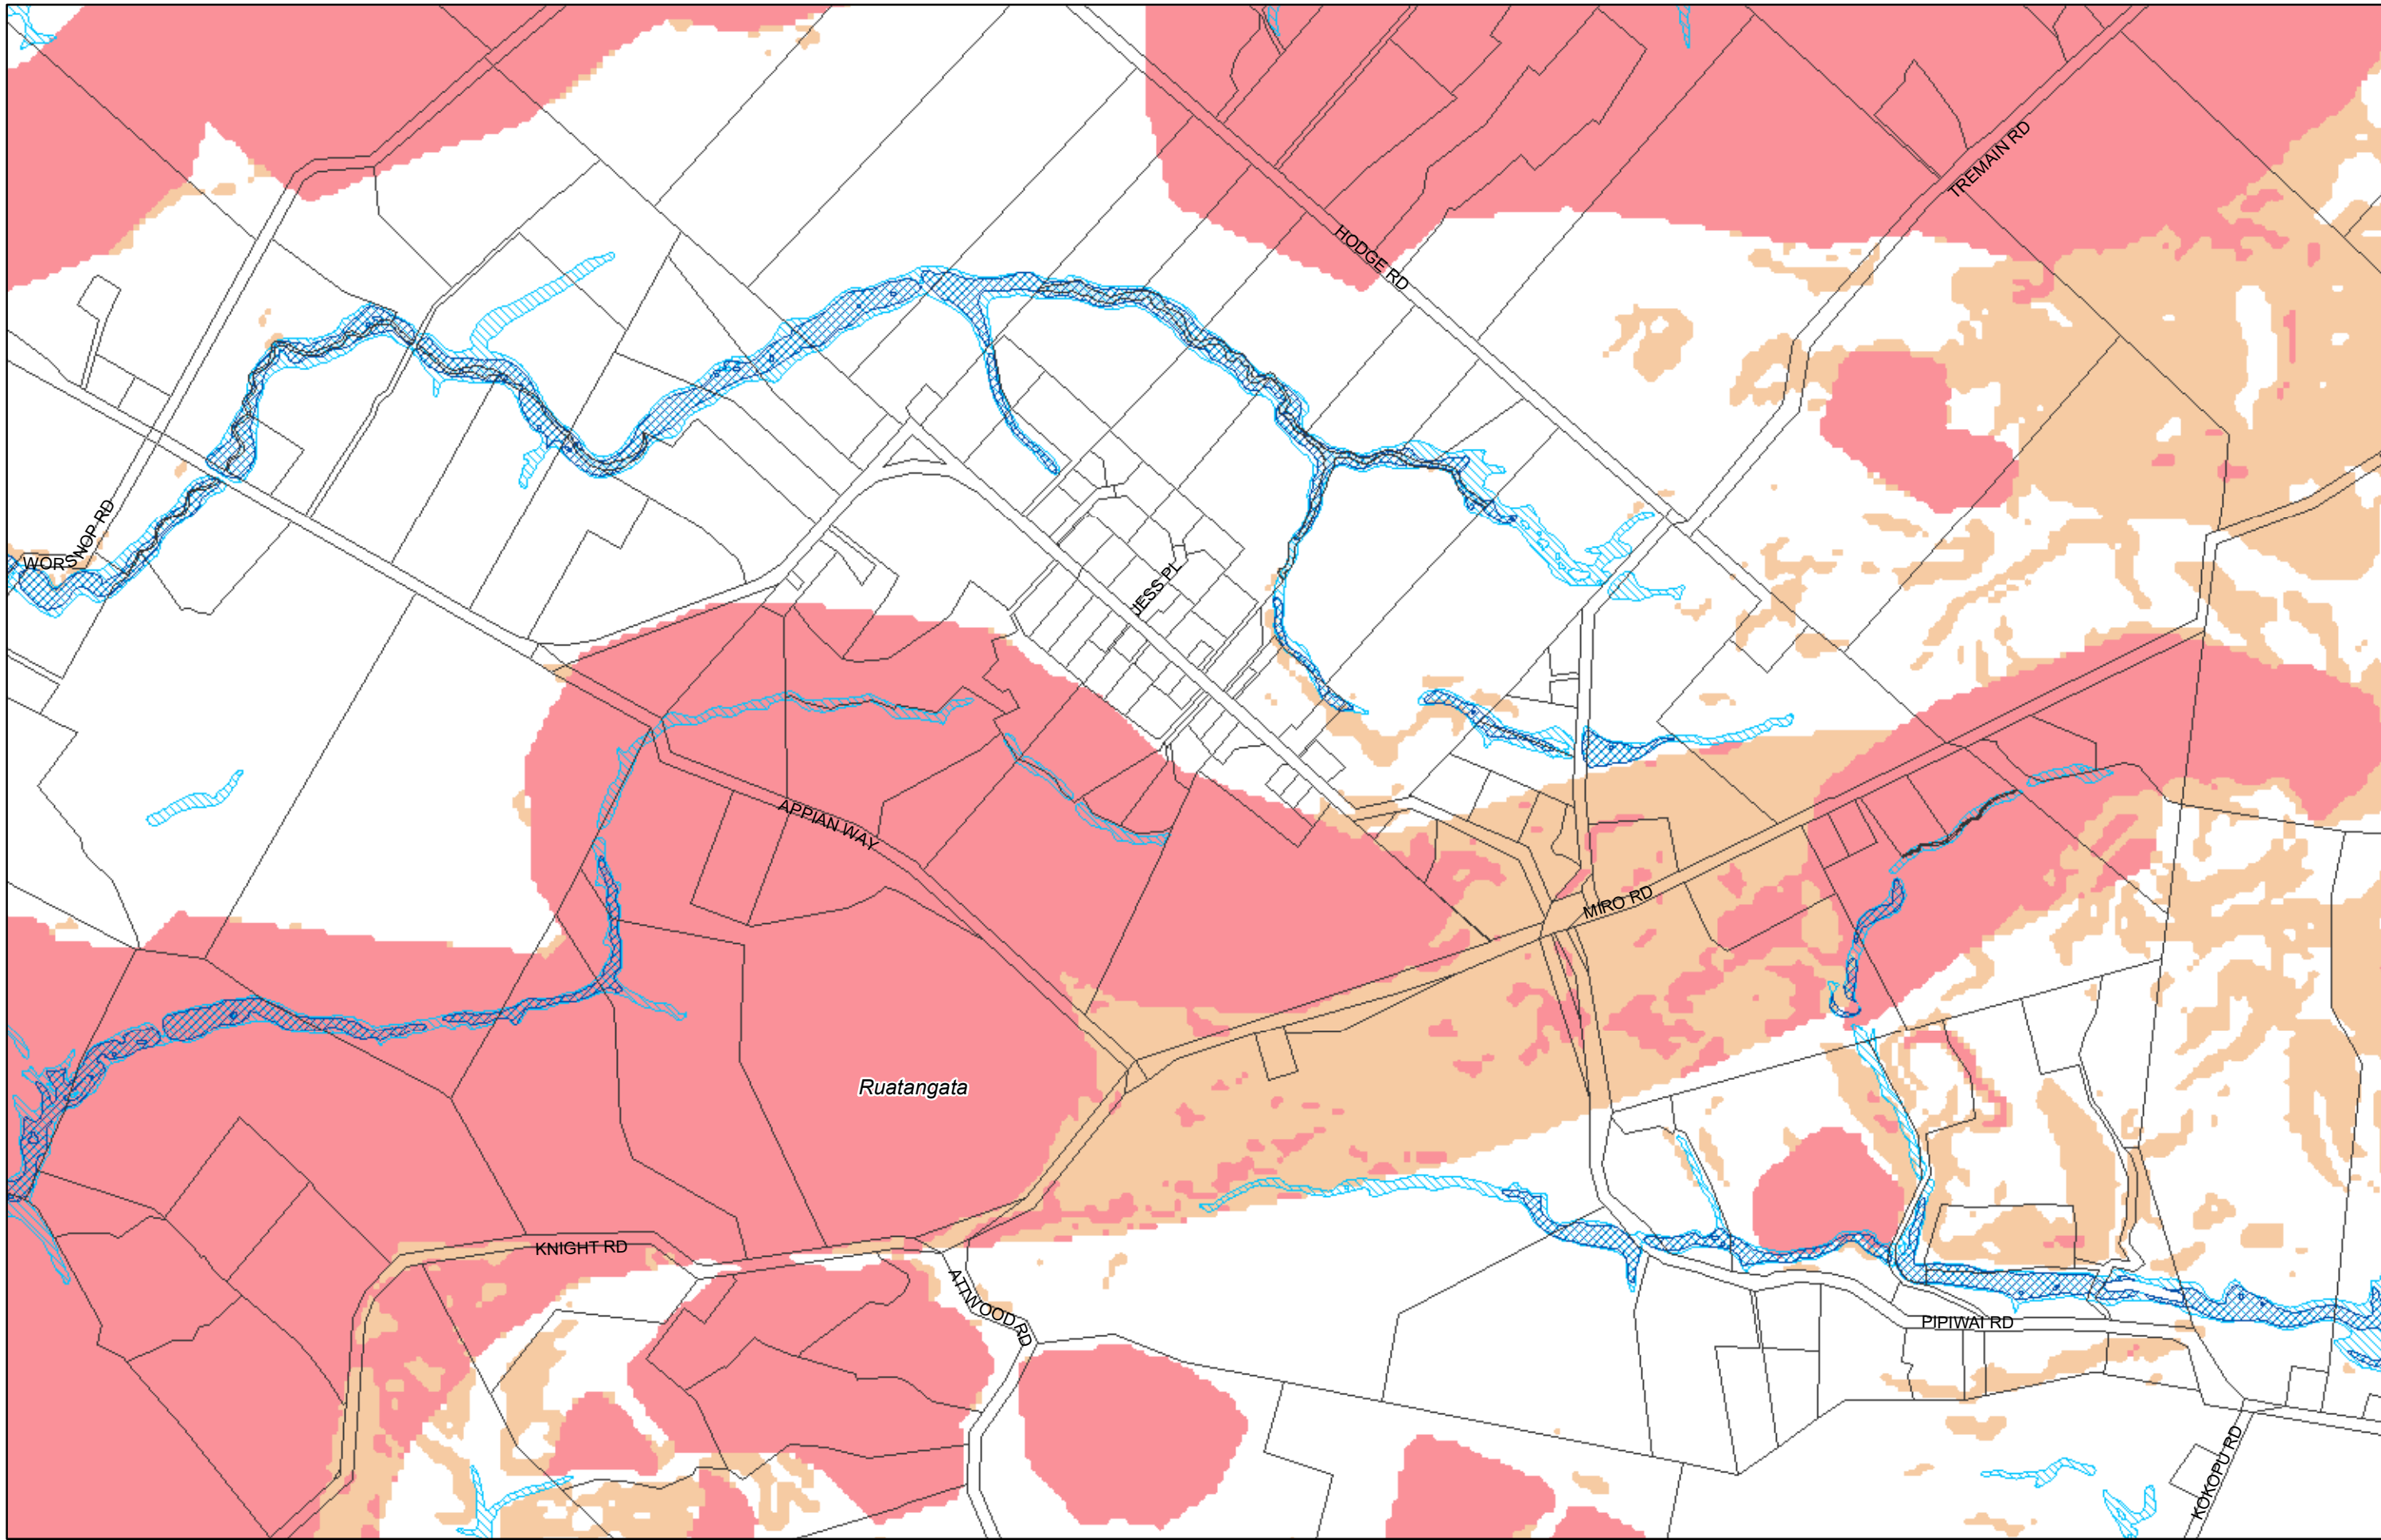 TREMAIN RD
HODGE RD
WORSNOP RD
JESS PL
APPIAN WAY
MIRO RD
Ruatangata
KNIGHT RD
ATTWOOD RD
PIPIWAI RD
KOKOPU RD